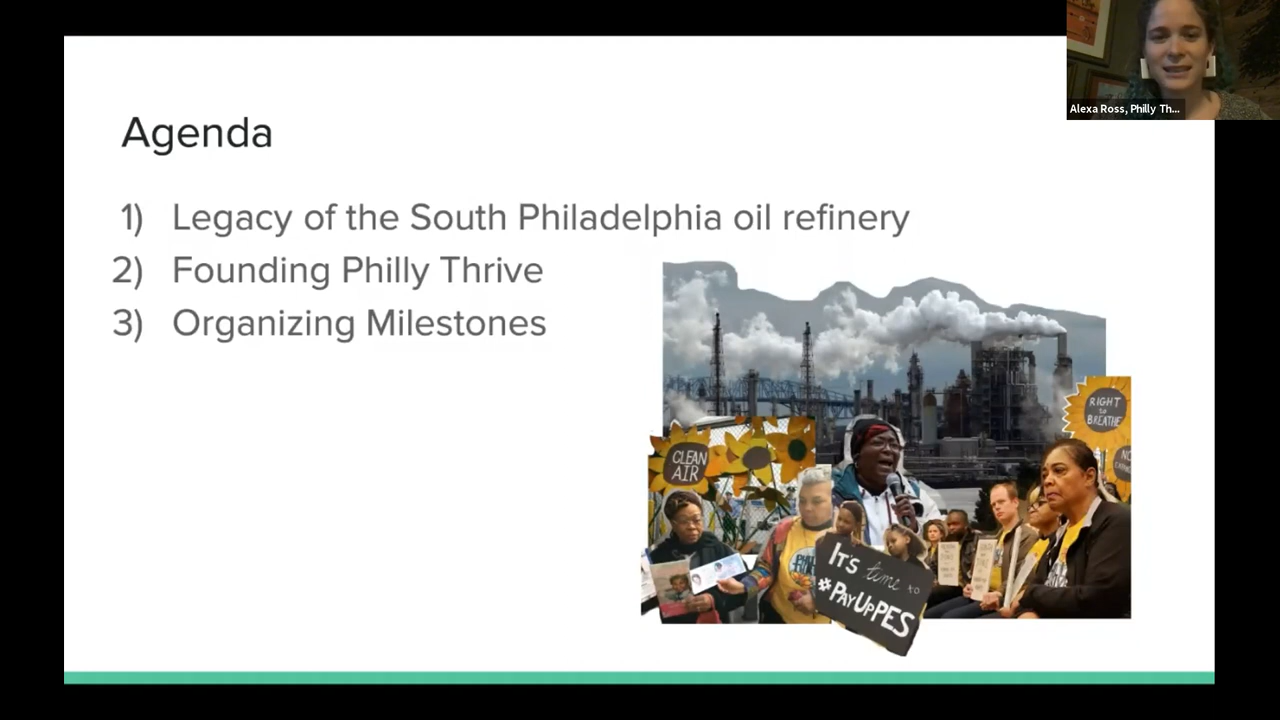 Alexa Ross, Philly Th...
Agenda
1) Legacy of the South Philadelphia oil refinery
2) Founding Philly Thrive
3) Organizing Milestones
RIGHT
to
BREATHE
CLEAN
AIR
NO
IT'S time to
#PAYUPPES